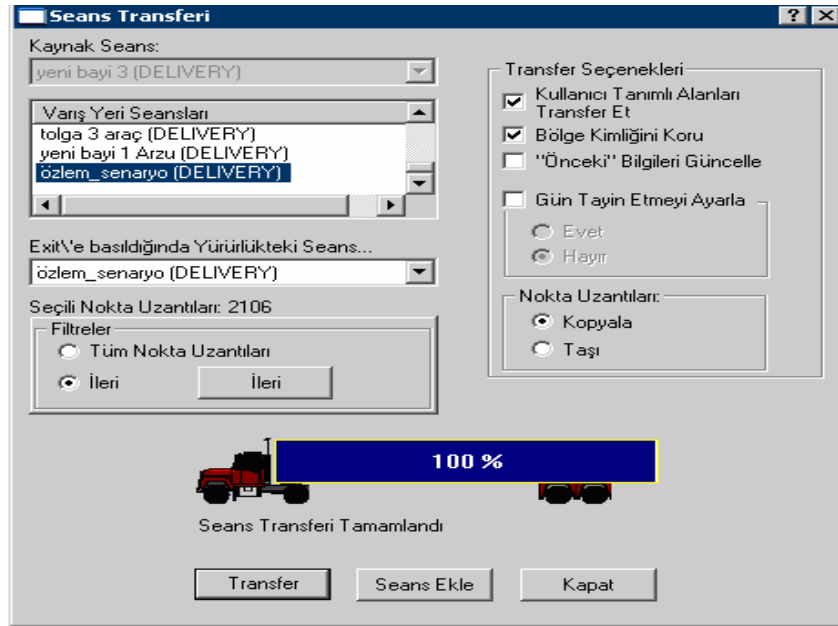 Seans Transferi
Kaynak Seans:
yeni bayi 3 (DELIVERY)
Varış Yeri Seansları
tolga 3 araç (DELIVERY)
yeni bayi 1 Arzu (DELIVERY)
özlem_senaryo (DELIVERY)
Exit\'e basıldığında Yürürlükteki Seans...
özlem_senaryo (DELIVERY)
Seçili Nokta Uzantıları: 2106
Filtreler
Tüm Nokta Uzantıları
İleri
İleri
Transfer Seçenekleri
Kullanıcı Tanımlı Alanları
Transfer Et
Bölge Kimliğini Koru
"Önceki" Bilgileri Güncelle
Gün Tayin Etmeyi Ayarla
Evet
Hayır
Nokta Uzantıları:
Kopyala
Taşı
100 %
Seans Transferi Tamamlandı
Transfer
Seans Ekle
Kapat